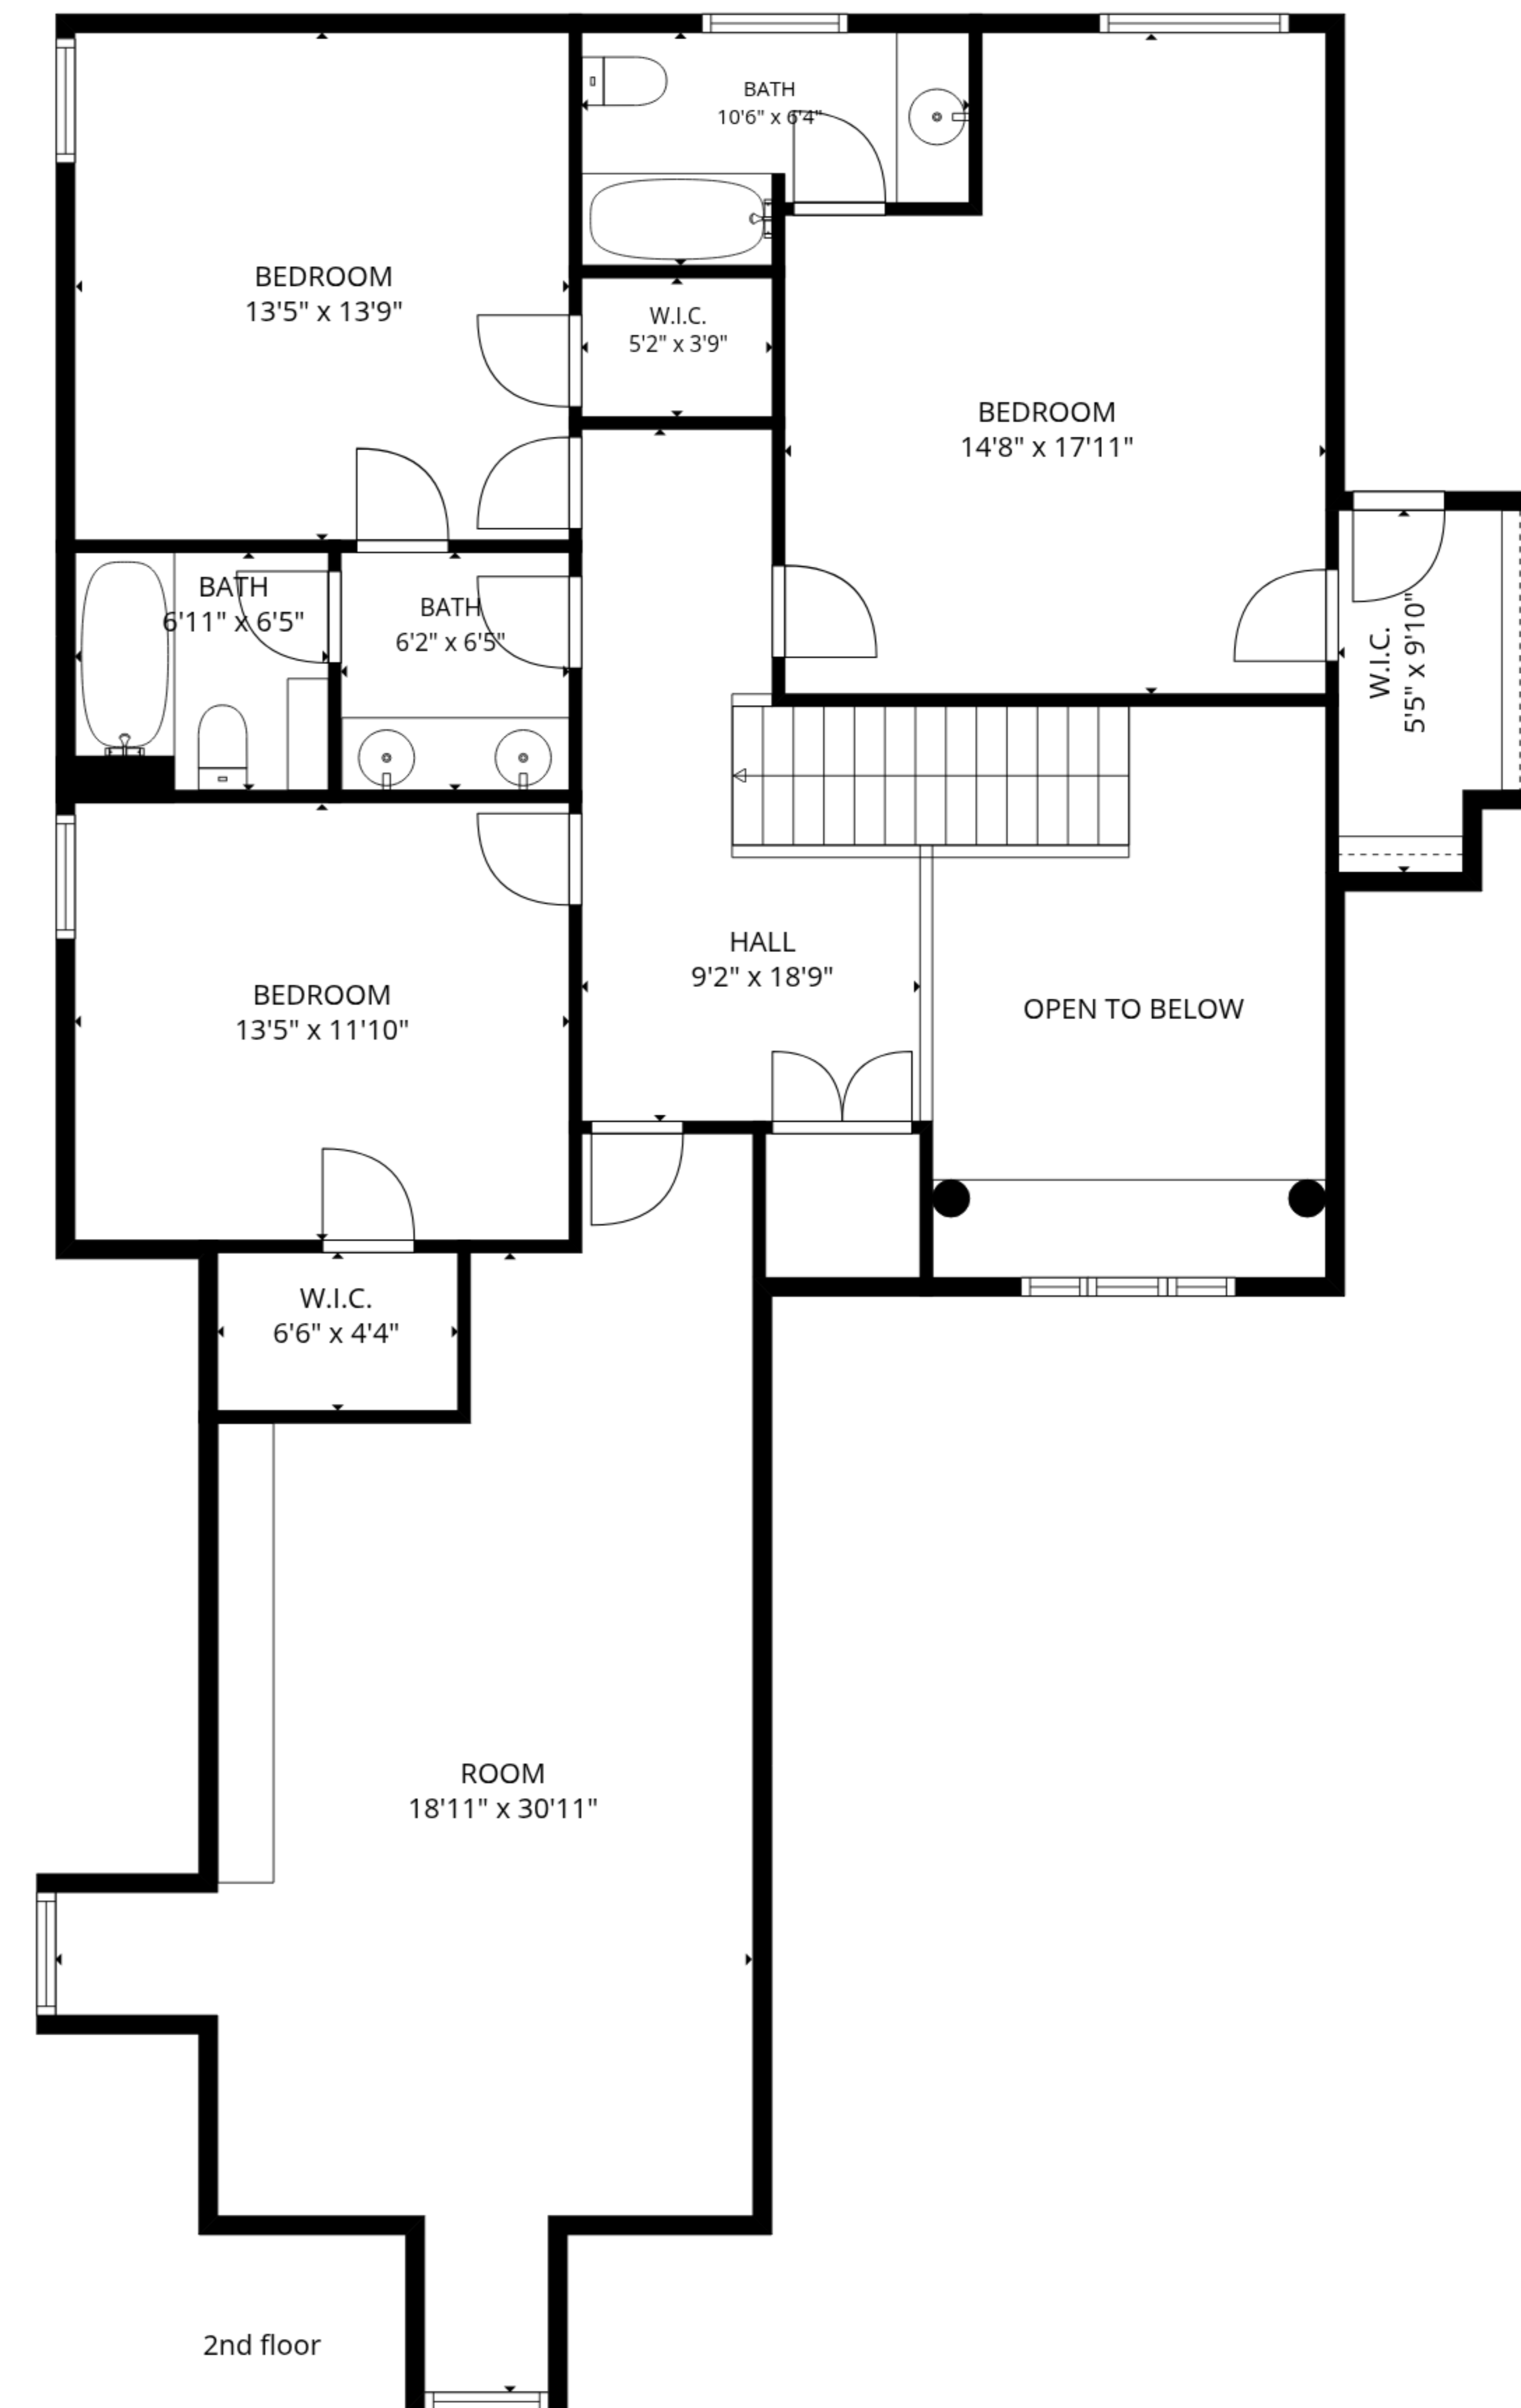 BATH
10'6" x 6'4"
BEDROOM
13'5" x 13'9"
W.I.C.
5'2" x 3'9"
BEDROOM
14'8" x 17'11"
BATH
6'11" x 6'5"
BATH
6'2" x 6'5"
W.I.C.
5'5" x 9'10"
HALL
9'2" x 18'9"
BEDROOM
13'5" x 11'10"
OPEN TO BELOW
W.I.C.
6'6" x 4'4"
ROOM
18'11" x 30'11"
2nd floor